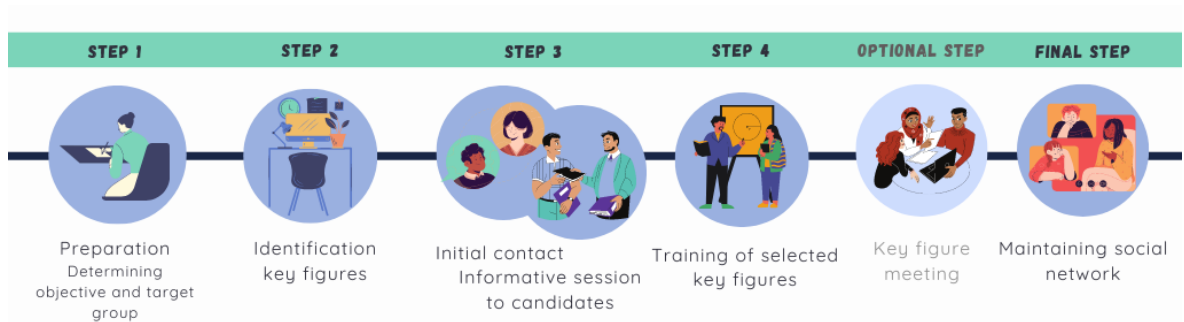 STEP 1
STEP 2
STEP 3
STEP 4
OPTIONAL STEP
FINAL STEP
Preparation
Determining
objective and target
group
Identification
key figures
Initial contact
Informative session
to candidates
Training of selected
key figures
Key figure
meeting
Maintaining social
network